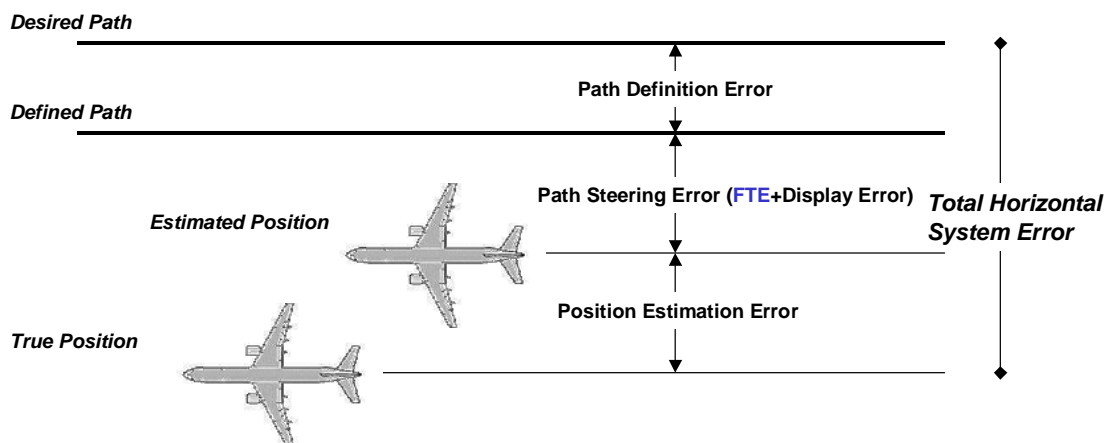 Desired Path
Path Definition Error
Defined Path
Path Steering Error (FTE+Display Error)
Total Horizontal
System Error
Estimated Position
Position Estimation Error
True Position